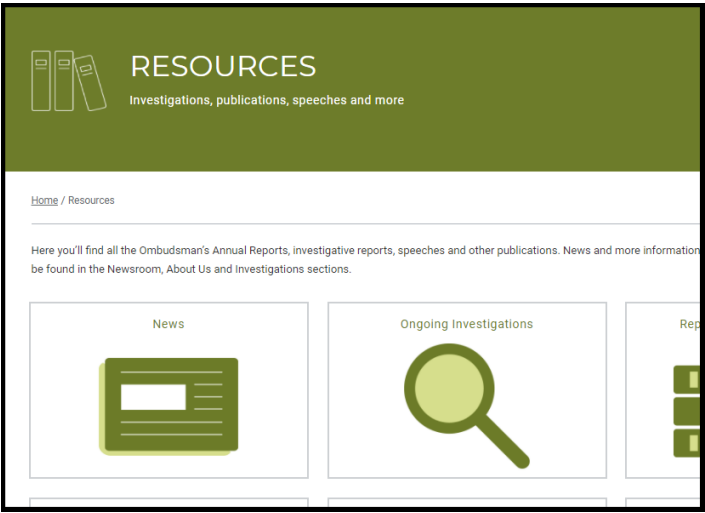 RESOURCES
Investigations, publications, speeches and more
Home / Resources
Here you'll find all the Ombudsman's Annual Reports, investigative reports, speeches and other publications. News and more information
be found in the Newsroom, About Us and Investigations sections.
News
Ongoing Investigations
Rep